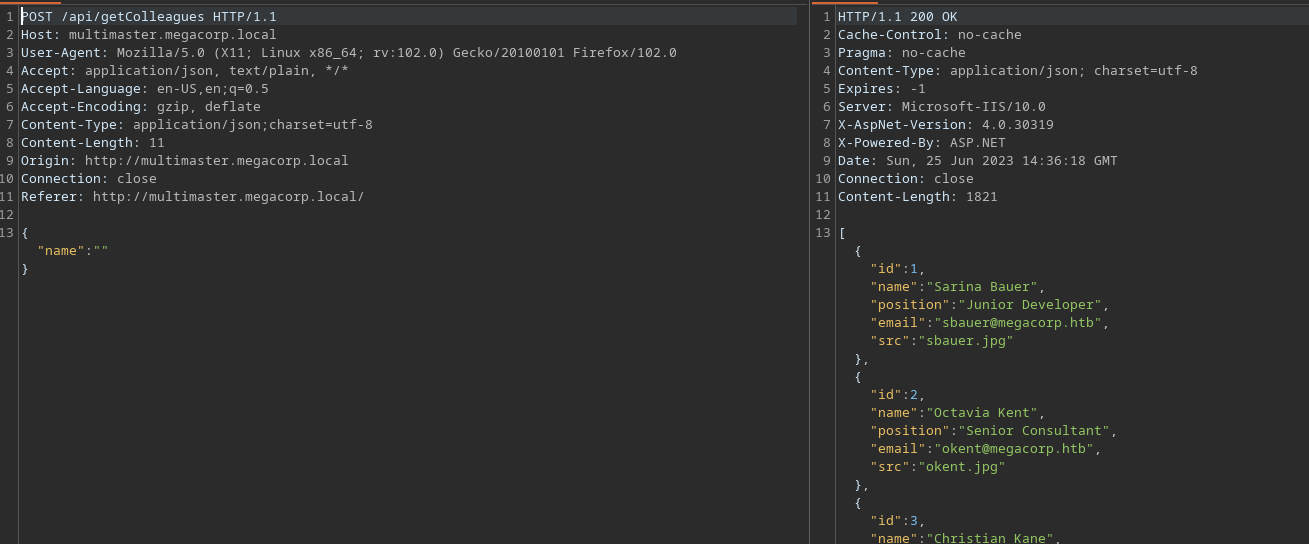 1 POST /api/getColleagues HTTP/1.1
2 Host: multimaster.megacorp.local
3 User-Agent: Mozilla/5.0 (X11; Linux x86_64; rv:102.0) Gecko/20100101 Firefox/102.0
4 Accept: application/json, text/plain, */*
5 Accept-Language: en-US,en;q=0.5
6 Accept-Encoding: gzip, deflate
7 Content-Type: application/json;charset=utf-8
8 Content-Length: 11
9 Origin: http://multimaster.megacorp.local
10 Connection: close
11 Referer: http://multimaster.megacorp.local/
12
13 {
"name":""
}
1 HTTP/1.1 200 OK
2 Cache-Control: no-cache
3 Pragma: no-cache
4 Content-Type: application/json; charset=utf-8
5 Expires: -1
6 Server: Microsoft-IIS/10.0
7 X-AspNet-Version: 4.0.30319
8 X-Powered-By: ASP.NET
9 Date: Sun, 25 Jun 2023 14:36:18 GMT
10 Connection: close
11 Content-Length: 1821
12
13 [
{
"id":1,
"name":"Sarina Bauer",
"position":"Junior Developer",
"email":"sbauer@megacorp.htb",
"src":"sbauer.jpg"
},
{
"id":2,
"name":"Octavia Kent",
"position":"Senior Consultant",
"email":"okent@megacorp.htb",
"src":"okent.jpg"
},
{
"id":3,
"name":"Christian Kane",